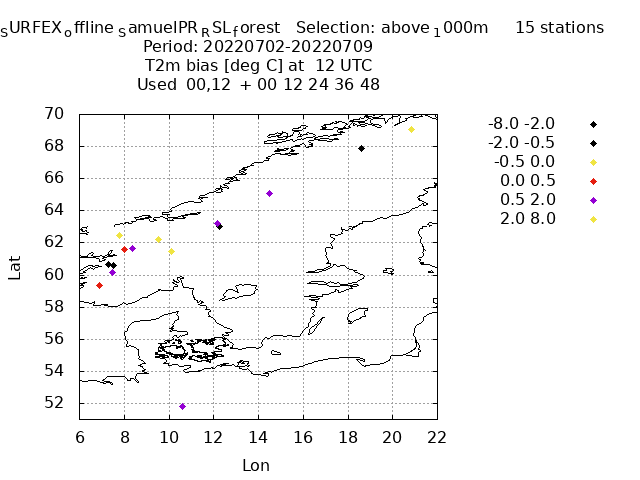 SURFEXoffline SamuelPRRSLforest Selection: above1000m 15 stations
Period: 20220702-20220709
T2m bias [deg C] at 12 UTC
Used 00,12 + 00 12 24 36 48
-8.0 -2.0
-2.0 -0.5
-0.5 0.0
0.0 0.5
0.5 2.0
2.0 8.0
70
68
66
64
62
60
58
56
54
52
Lat
6 8 10 12 14 16 18 20 22
Lon